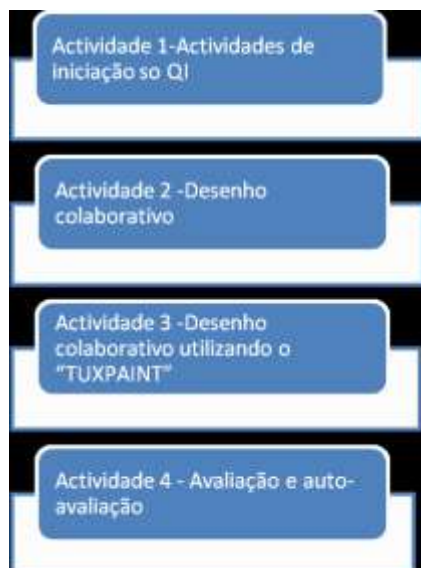 Actividade 1-Actividades de
iniciação so QI
Actividade 2 -Desenho
colaborativo
Actividade 3 -Desenho
colaborativo utilizando o
"TUXPAINT"
Actividade 4 - Avaliação e auto-
avaliação